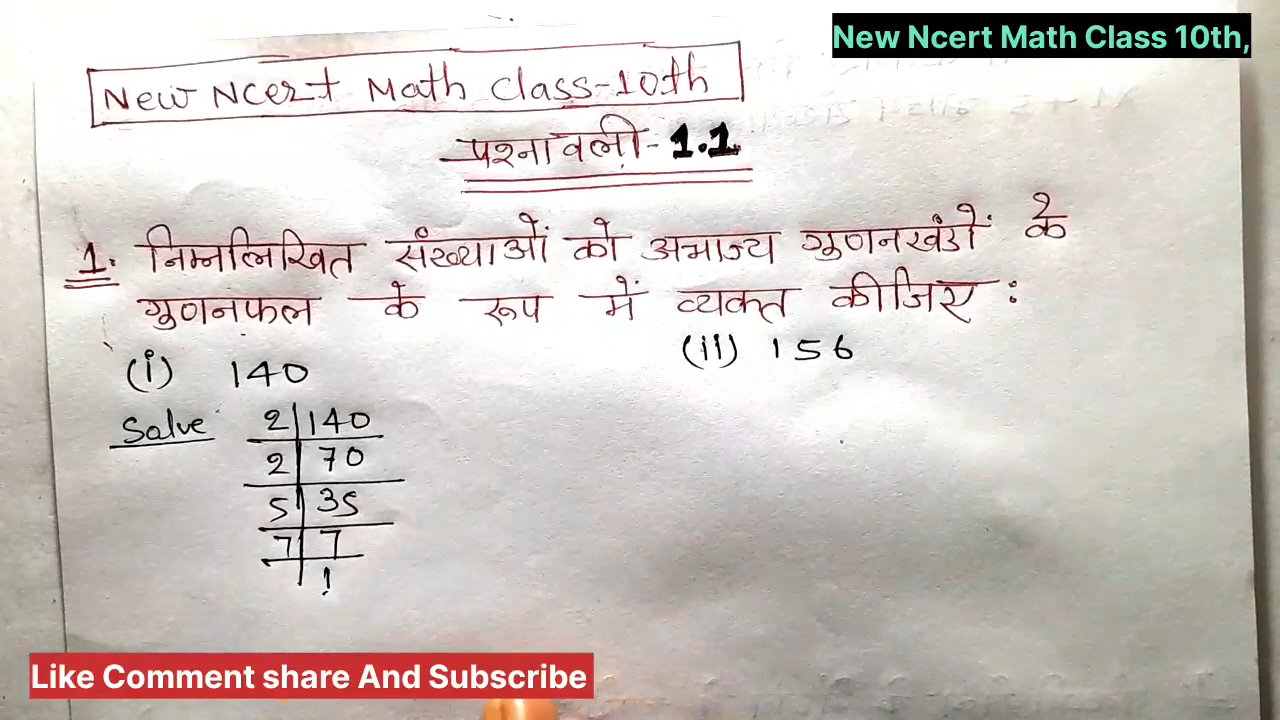 New Ncert Math Class 10th,
New Ncert Math Class-10th
प्रश्नावली- 1.1
1. निम्नलिखित संख्याओं को अभाज्य गुणनखंडों के
गुणनफल के रूप में व्यक्त कीजिए :
(i) 140 (ii) 156
Solve 2 140
2 70
5 35
7 7
1
Like Comment share And Subscribe